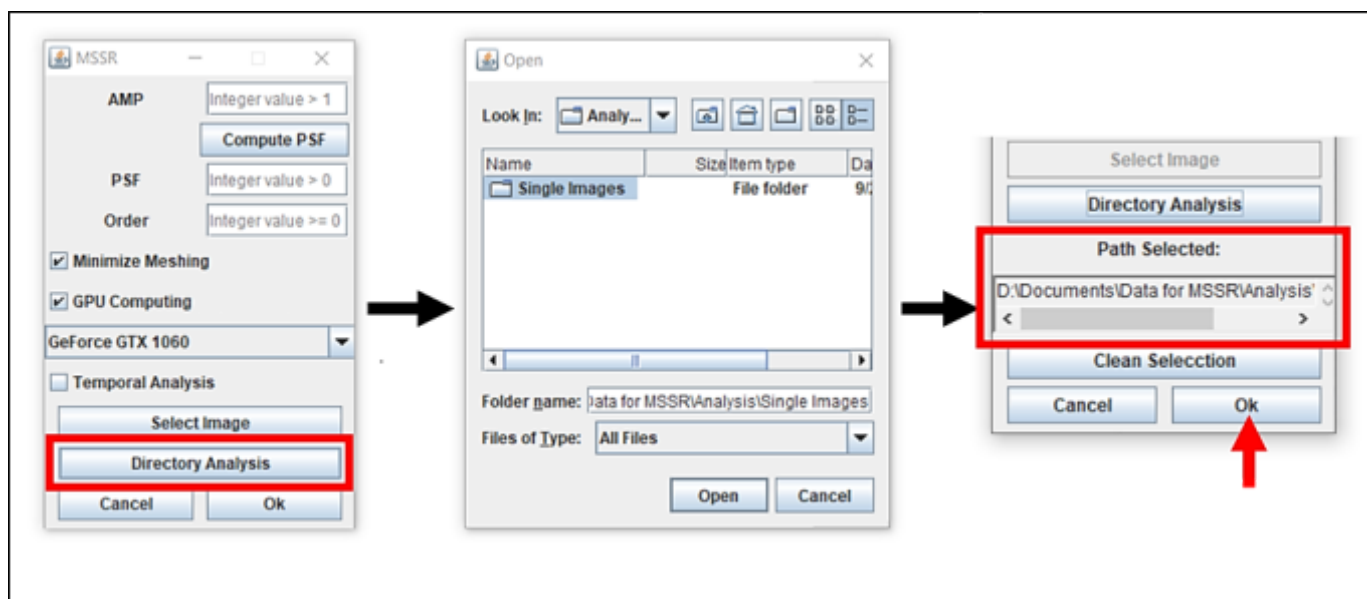 MSSR
AMP Integer value > 1
Compute PSF
PSF Integer value > 0
Order Integer value >= 0
Minimize Meshing
GPU Computing
GeForce GTX 1060
Temporal Analysis
Select Image
Directory Analysis
Cancel Ok
Open
Look In: Analy...
Name Size Item type Da
Single Images File folder 9/
Folder name: ata for MSSR\Analysis\Single Images
Files of Type: All Files
Open Cancel
Select Image
Directory Analysis
Path Selected:
D:\Documents\Data for MSSR\Analysis
Clean Selecction
Cancel Ok